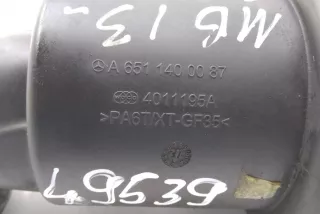 MB 13-
A 651 140 00 87
4011195A
>PA6T/XT-GF35<
49539